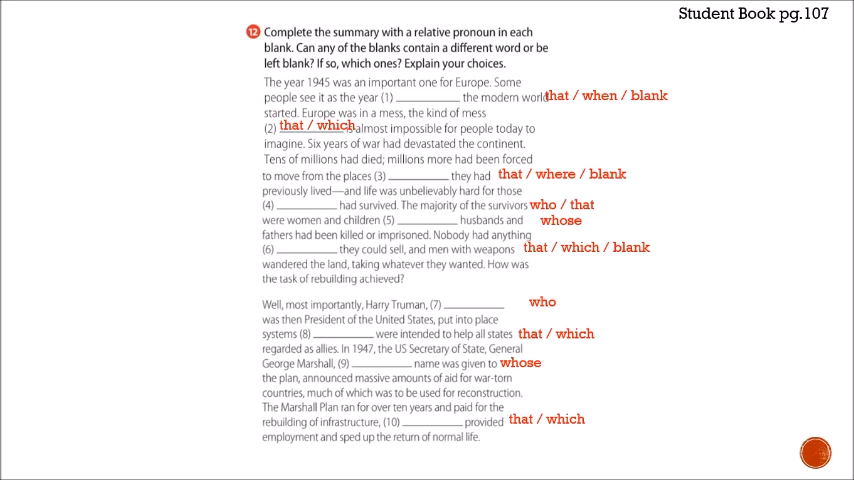 Student Book pg.107
12 Complete the summary with a relative pronoun in each
blank. Can any of the blanks contain a different word or be
left blank? If so, which ones? Explain your choices.
The year 1945 was an important one for Europe. Some
people see it as the year (1) __________ the modern world that / when / blank
started. Europe was in a mess, the kind of mess
(2) that / which is almost impossible for people today to
imagine. Six years of war had devastated the continent.
Tens of millions had died; millions more had been forced
to move from the places (3) __________ they had that / where / blank
previously lived—and life was unbelievably hard for those
(4) __________ had survived. The majority of the survivors who / that
were women and children (5) __________ husbands and whose
fathers had been killed or imprisoned. Nobody had anything
(6) __________ they could sell, and men with weapons that / which / blank
wandered the land, taking whatever they wanted. How was
the task of rebuilding achieved?
Well, most importantly, Harry Truman, (7) __________ who
was then President of the United States, put into place
systems (8) __________ were intended to help all states that / which
regarded as allies. In 1947, the US Secretary of State, General
George Marshall, (9) __________ name was given to whose
the plan, announced massive amounts of aid for war-torn
countries, much of which was to be used for reconstruction.
The Marshall Plan ran for over ten years and paid for the
rebuilding of infrastructure, (10) __________ provided that / which
employment and sped up the return of normal life.